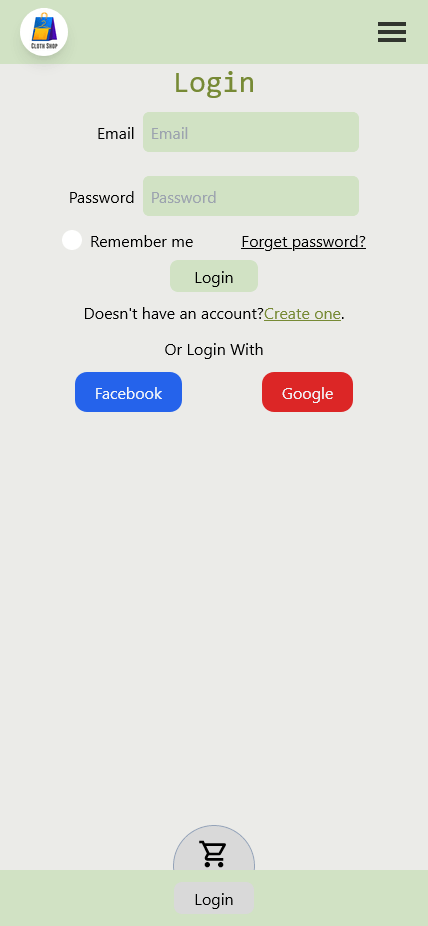 CLOTH SHOP
Login
Email Email
Password Password
Remember me Forget password?
Login
Doesn't have an account?Create one.
Or Login With
Facebook Google
Login